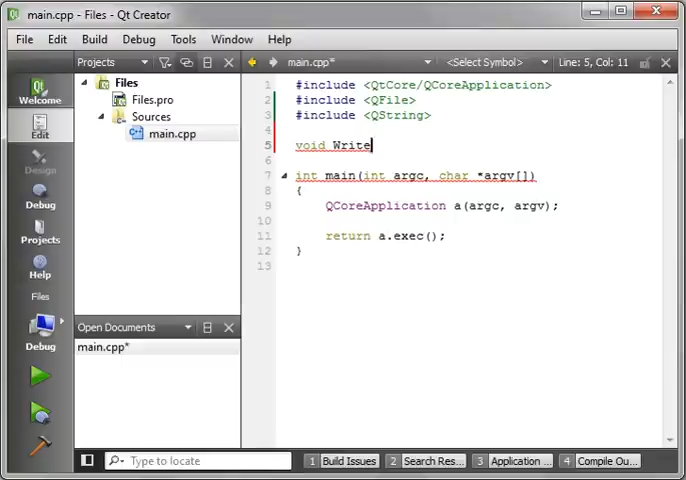 main.cpp - Files - Qt Creator
File Edit Build Debug Tools Window Help
Projects
main.cpp*
<Select Symbol>
Line: 5, Col: 11
Welcome
Edit
Design
Debug
Projects
Help
Files
Debug
Files
Files.pro
Sources
main.cpp
Open Documents
main.cpp*
1 #include <QtCore/QCoreApplication>
2 #include <QFile>
3 #include <QString>
4
5 void Write
6
7 int main(int argc, char *argv[])
8 {
9 QCoreApplication a(argc, argv);
10
11 return a.exec();
12 }
13
Type to locate
1 Build Issues 2 Search Res... 3 Application ... 4 Compile Ou...